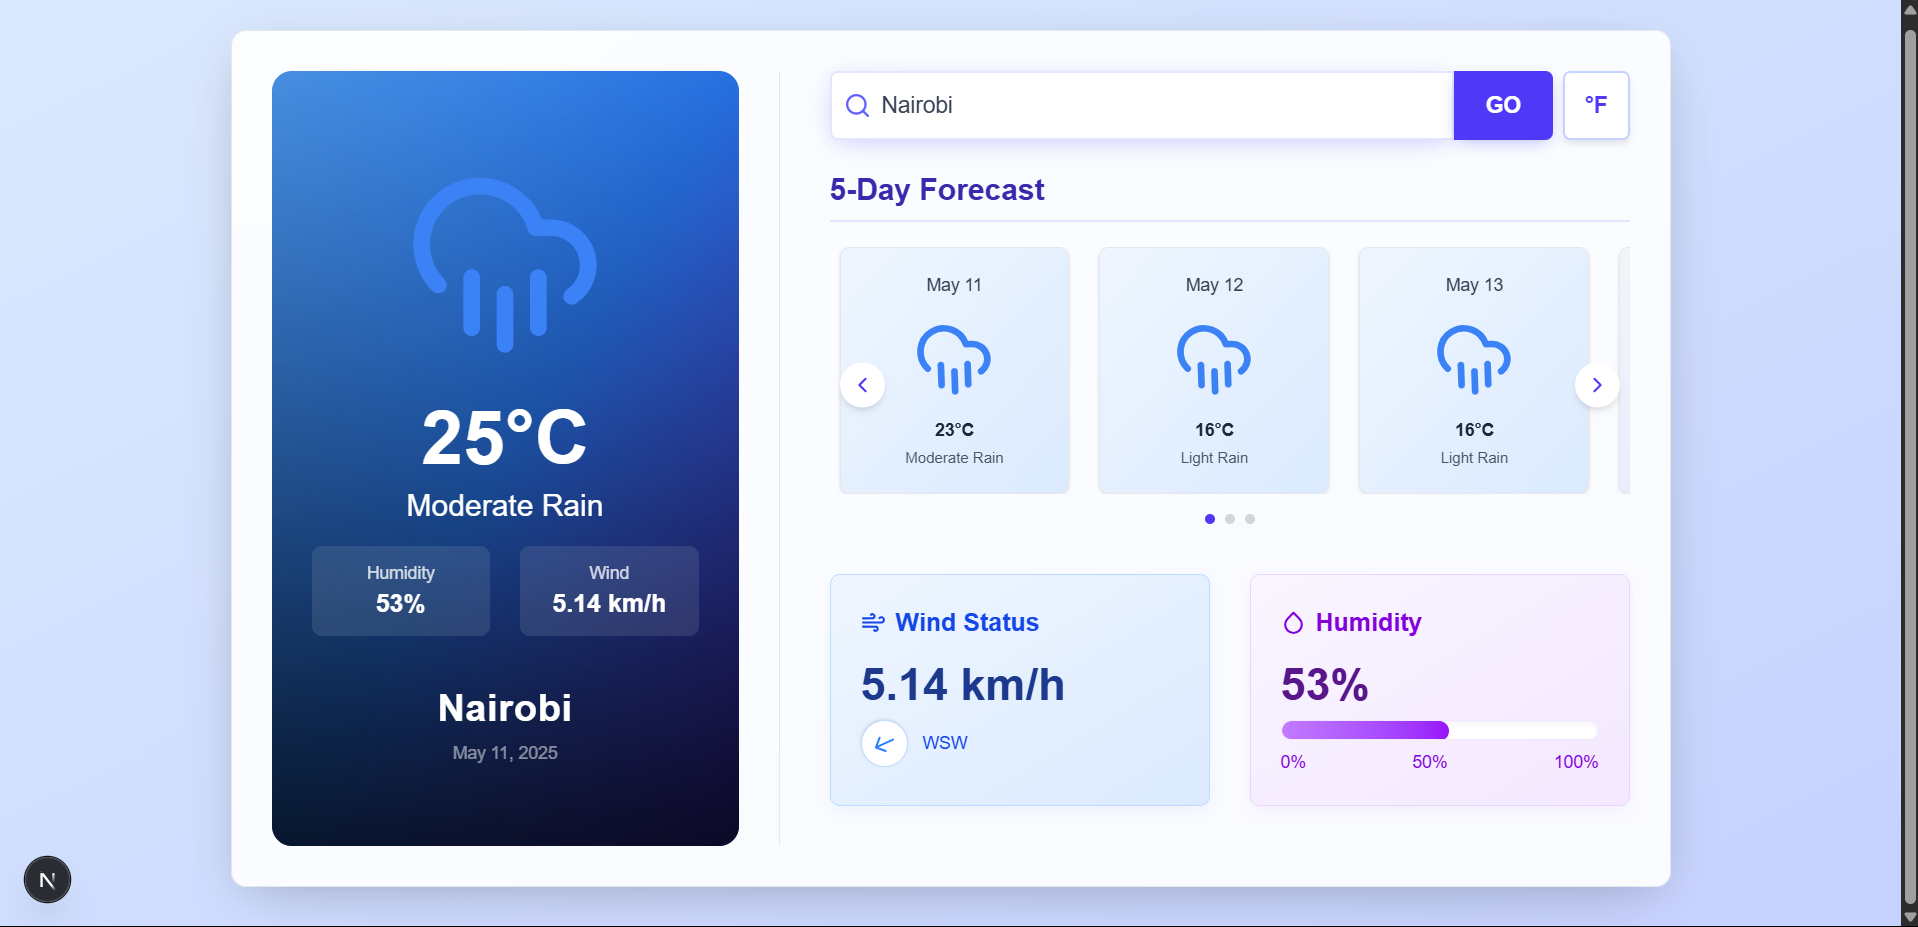 25°C
Moderate Rain
Humidity
53%
Wind
5.14 km/h
Nairobi
May 11, 2025
Nairobi
GO
°F
5-Day Forecast
May 11
23°C
Moderate Rain
May 12
16°C
Light Rain
May 13
16°C
Light Rain
Wind Status
5.14 km/h
WSW
Humidity
53%
0% 50% 100%
N